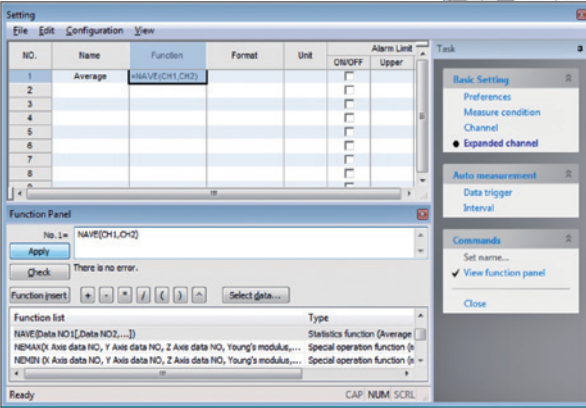 Setting
File Edit Configuration View
NO. Name Function Format Unit Alarm Limit
ON/OFF Upper
1 Average =NAVE(CH1,CH2)
2
3
4
5
6
7
8
Function Panel
No. 1= NAVE(CH1,CH2)
Apply
Check There is no error.
Function insert + - * / ( ) ^ Select data...
Function list Type
NAVE(Data NO1[,Data NO2,...]) Statistics function (Average
NEMAX(X Axis data NO, Y Axis data NO, Z Axis data NO, Young's modulus,... Special operation function (n
NEMIN (X Axis data NO, Y Axis data NO, Z Axis data NO, Young's modulus,... Special operation function (n
Ready CAP NUM SCRL
Task
Basic Setting
Preferences
Measure condition
Channel
Expanded channel
Auto measurement
Data trigger
Interval
Commands
Set name...
View function panel
Close